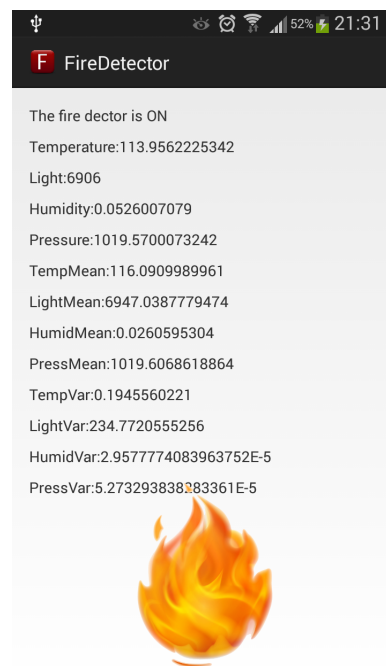 52% 21:31
F FireDetector
The fire dector is ON
Temperature:113.9562225342
Light:6906
Humidity:0.0526007079
Pressure:1019.5700073242
TempMean:116.0909989961
LightMean:6947.0387779474
HumidMean:0.0260595304
PressMean:1019.6068618864
TempVar:0.1945560221
LightVar:234.7720555256
HumidVar:2.9577774083963752E-5
PressVar:5.273293838383361E-5